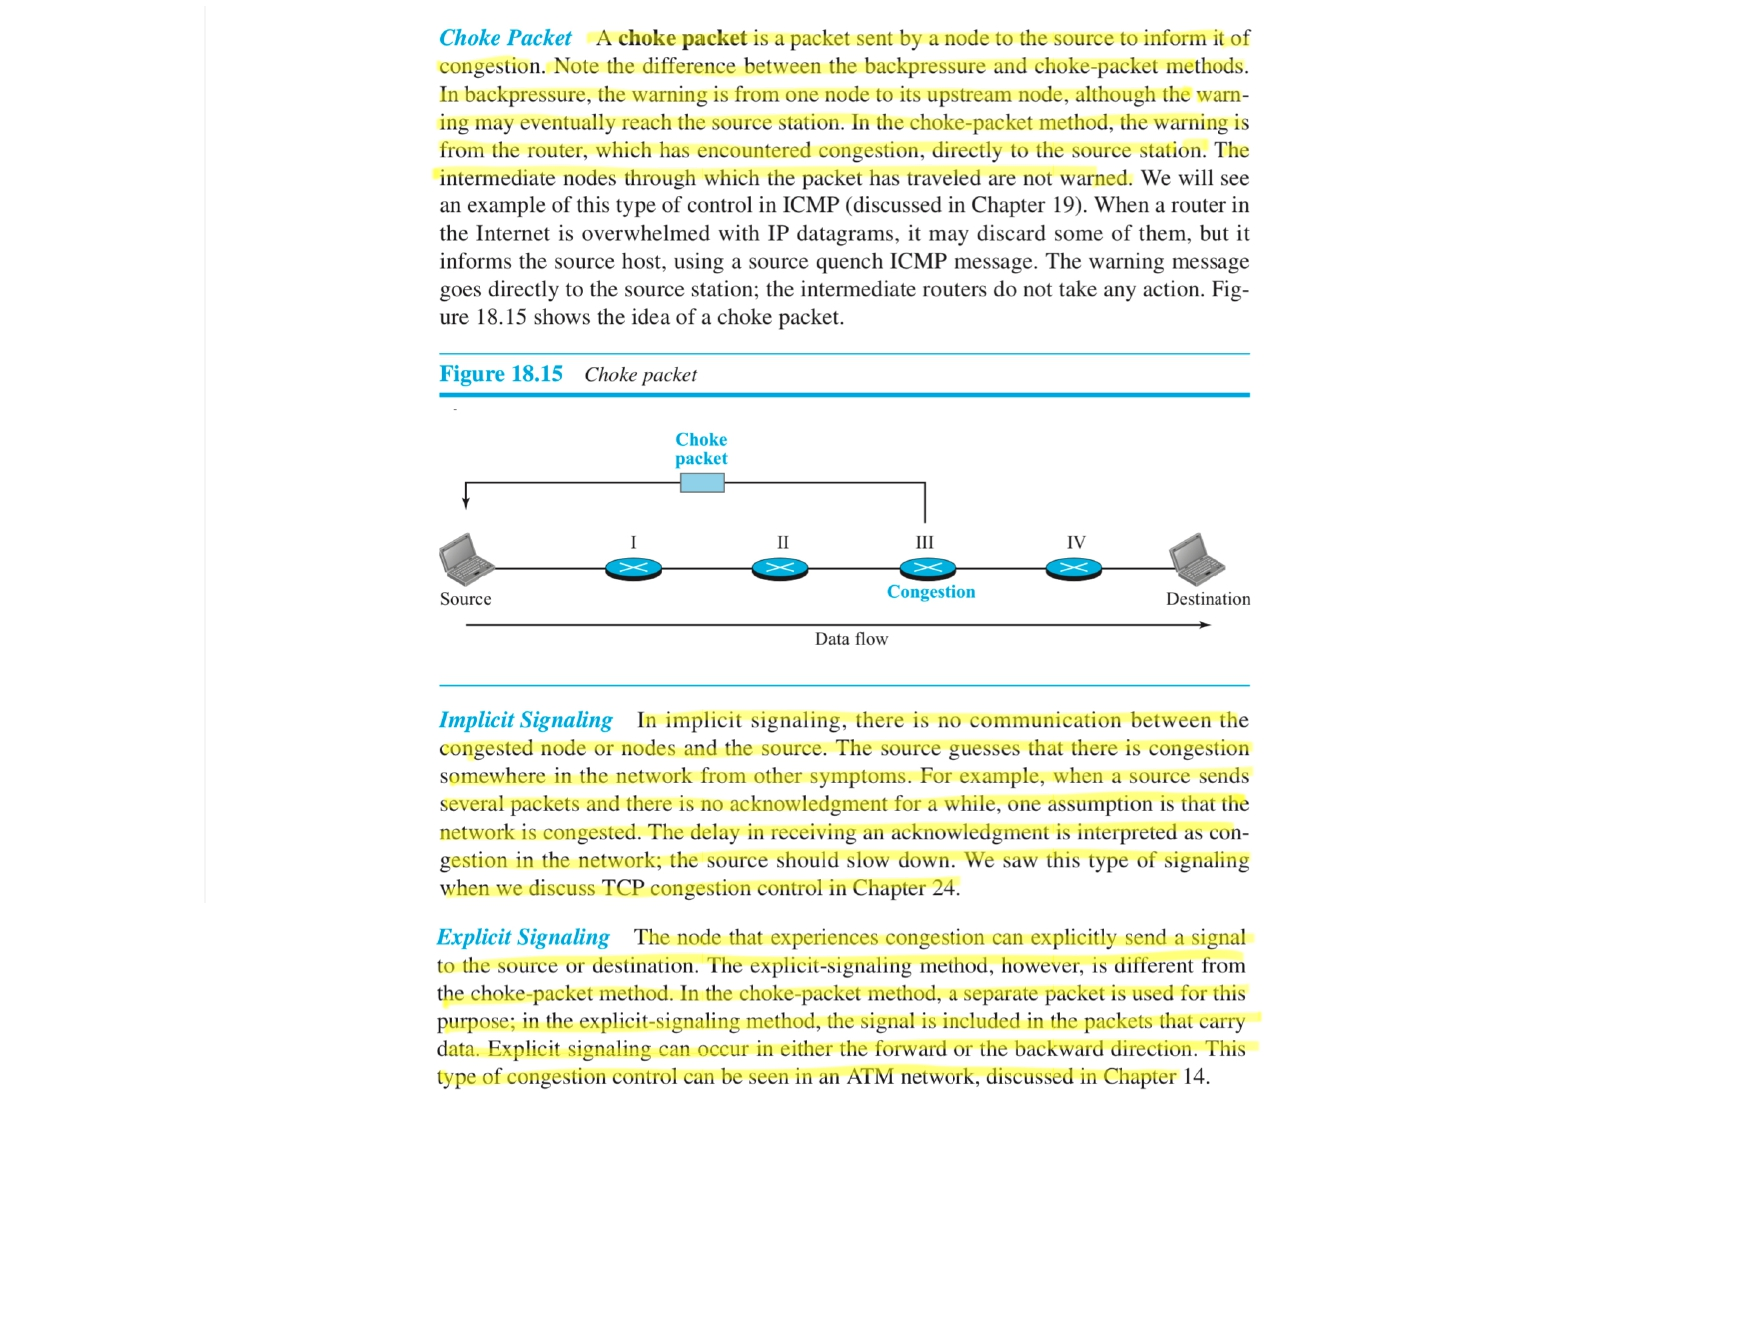 Choke Packet A choke packet is a packet sent by a node to the source to inform it of
congestion. Note the difference between the backpressure and choke-packet methods.
In backpressure, the warning is from one node to its upstream node, although the warn-
ing may eventually reach the source station. In the choke-packet method, the warning is
from the router, which has encountered congestion, directly to the source station. The
intermediate nodes through which the packet has traveled are not warned. We will see
an example of this type of control in ICMP (discussed in Chapter 19). When a router in
the Internet is overwhelmed with IP datagrams, it may discard some of them, but it
informs the source host, using a source quench ICMP message. The warning message
goes directly to the source station; the intermediate routers do not take any action. Fig-
ure 18.15 shows the idea of a choke packet.
Figure 18.15 Choke packet
Choke
packet
I II III IV
Congestion
Source Destination
Data flow
Implicit Signaling In implicit signaling, there is no communication between the
congested node or nodes and the source. The source guesses that there is congestion
somewhere in the network from other symptoms. For example, when a source sends
several packets and there is no acknowledgment for a while, one assumption is that the
network is congested. The delay in receiving an acknowledgment is interpreted as con-
gestion in the network; the source should slow down. We saw this type of signaling
when we discuss TCP congestion control in Chapter 24.
Explicit Signaling The node that experiences congestion can explicitly send a signal
to the source or destination. The explicit-signaling method, however, is different from
the choke-packet method. In the choke-packet method, a separate packet is used for this
purpose; in the explicit-signaling method, the signal is included in the packets that carry
data. Explicit signaling can occur in either the forward or the backward direction. This
type of congestion control can be seen in an ATM network, discussed in Chapter 14.